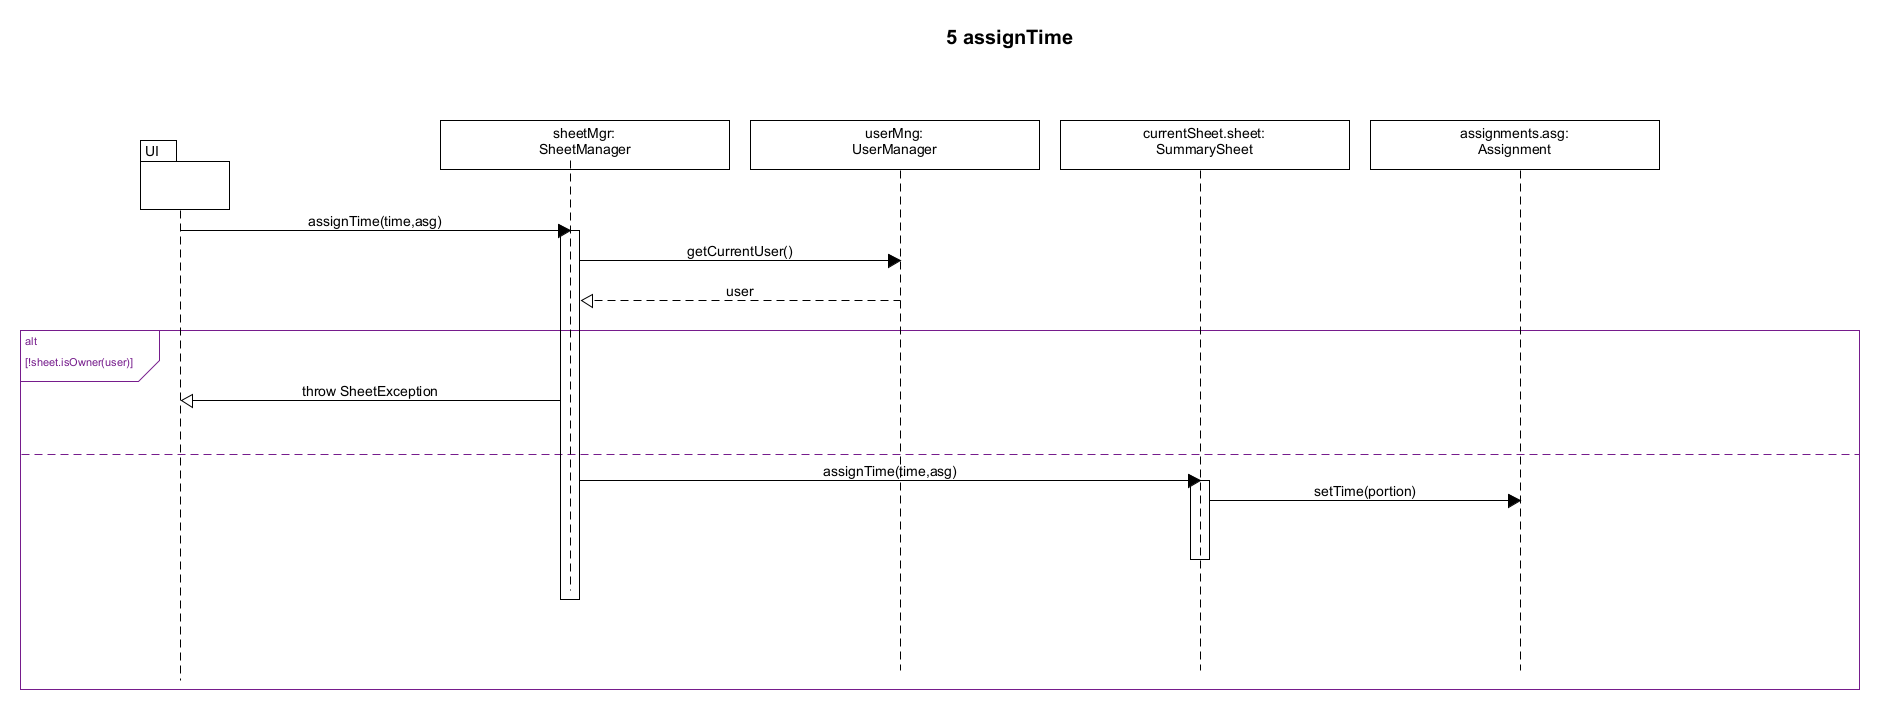 5 assignTime
sheetMgr:
SheetManager
userMng:
UserManager
currentSheet.sheet:
SummarySheet
assignments.asg:
Assignment
UI
assignTime(time,asg)
getCurrentUser()
user
alt
[!sheet.isOwner(user)]
throw SheetException
assignTime(time,asg)
setTime(portion)